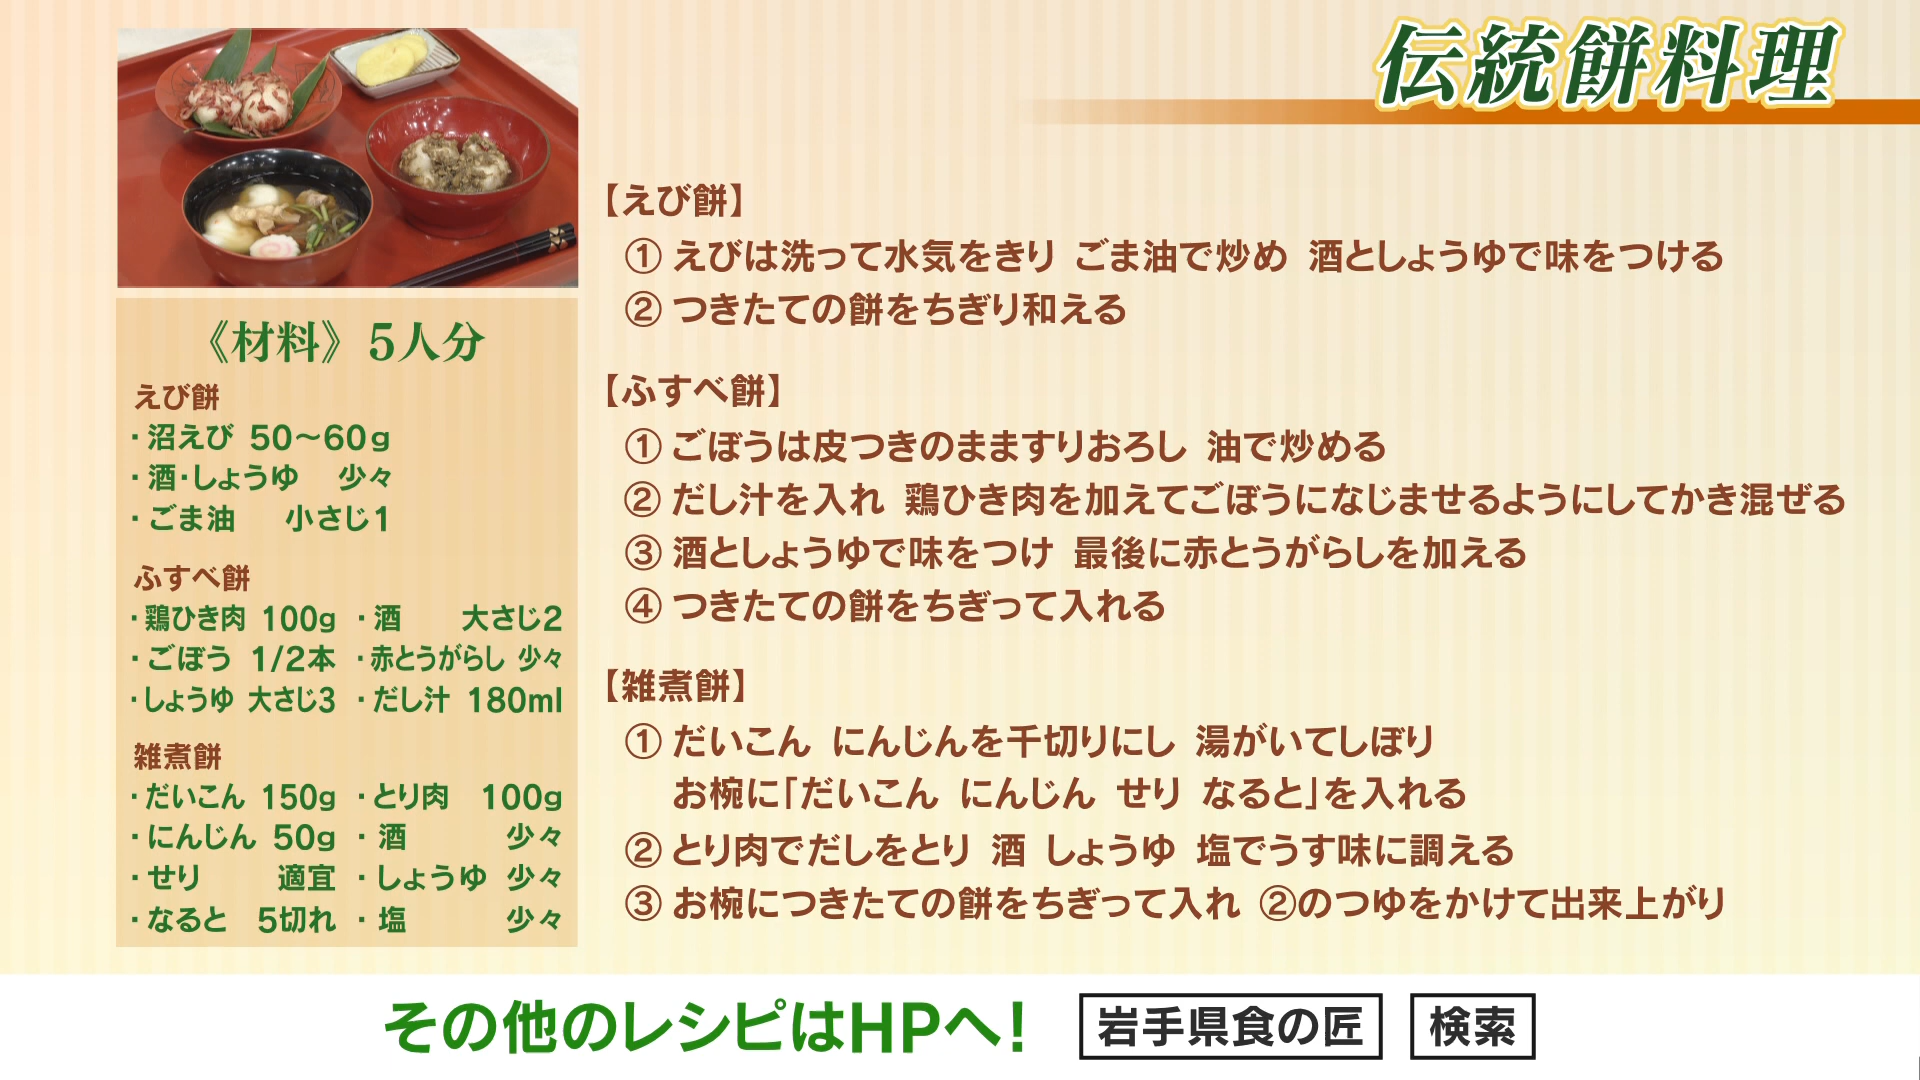 伝統餅料理
《材料》5人分
えび餅
・沼えび 50～60g
・酒・しょうゆ 少々
・ごま油 小さじ1
ふすべ餅
・鶏ひき肉 100g ・酒 大さじ2
・ごぼう 1/2本 ・赤とうがらし 少々
・しょうゆ 大さじ3 ・だし汁 180ml
雑煮餅
・だいこん 150g ・とり肉 100g
・にんじん 50g ・酒 少々
・せり 適宜 ・しょうゆ 少々
・なると 5切れ ・塩 少々
【えび餅】
① えびは洗って水気をきり ごま油で炒め 酒としょうゆで味をつける
② つきたての餅をちぎり和える
【ふすべ餅】
① ごぼうは皮つきのまますりおろし 油で炒める
② だし汁を入れ 鶏ひき肉を加えてごぼうになじませるようにしてかき混ぜる
③ 酒としょうゆで味をつけ 最後に赤とうがらしを加える
④ つきたての餅をちぎって入れる
【雑煮餅】
① だいこん にんじんを千切りにし 湯がいてしぼり
お椀に「だいこん にんじん せり なると」を入れる
② とり肉でだしをとり 酒 しょうゆ 塩でうす味に調える
③ お椀につきたての餅をちぎって入れ ②のつゆをかけて出来上がり
その他のレシピはHPへ! 岩手県食の匠 検索